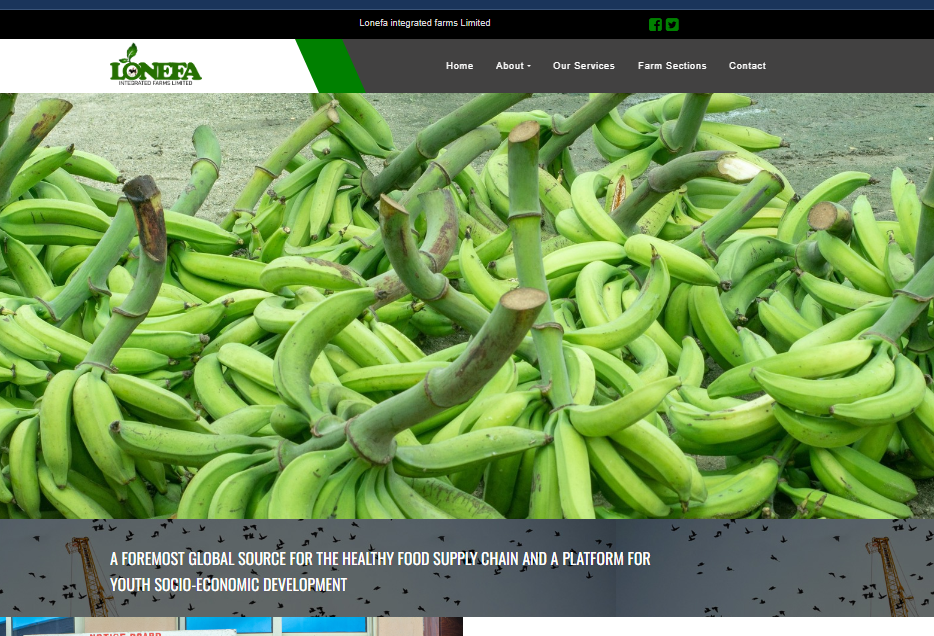 Lonefa integrated farms Limited
LONEFA
INTEGRATED FARMS LIMITED
Home
About
Our Services
Farm Sections
Contact
A FOREMOST GLOBAL SOURCE FOR THE HEALTHY FOOD SUPPLY CHAIN AND A PLATFORM FOR
YOUTH SOCIO-ECONOMIC DEVELOPMENT
NOTICE BOARD